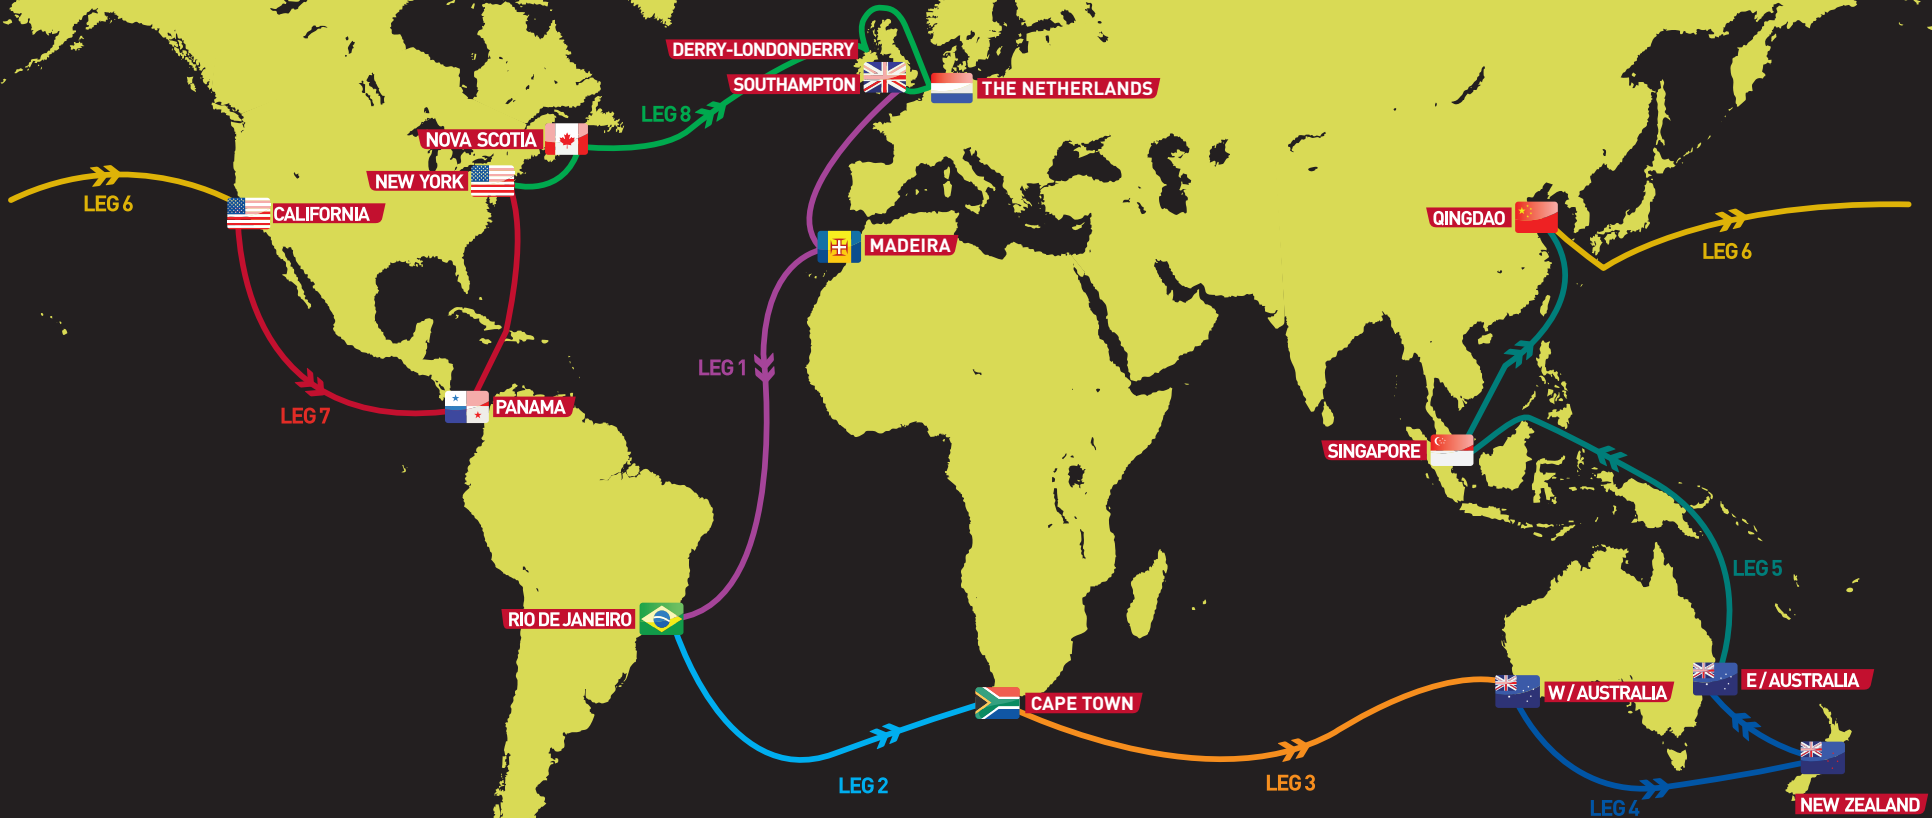 DERRY-LONDONDERRY
SOUTHAMPTON
THE NETHERLANDS
LEG 8
NOVA SCOTIA
NEW YORK
LEG 6
CALIFORNIA
QINGDAO
MADEIRA
LEG 6
LEG 1
LEG 7
PANAMA
SINGAPORE
LEG 5
RIO DE JANEIRO
E / AUSTRALIA
W / AUSTRALIA
CAPE TOWN
LEG 2
LEG 3
LEG 4
NEW ZEALAND